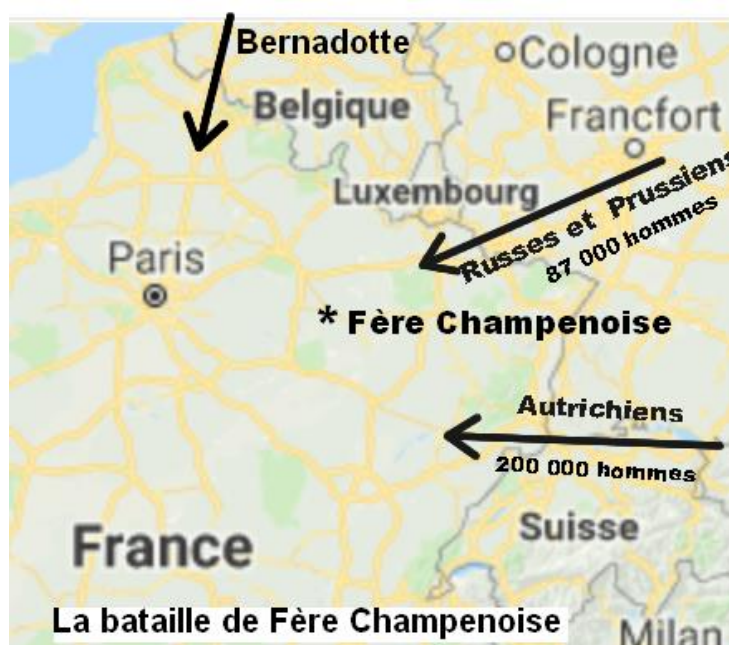 Bernadotte
Cologne
Belgique
Francfort
Luxembourg
Russes et Prussiens
87 000 hommes
Paris
* Fère Champenoise
Autrichiens
200 000 hommes
Suisse
France
La bataille de Fère Champenoise
Milan